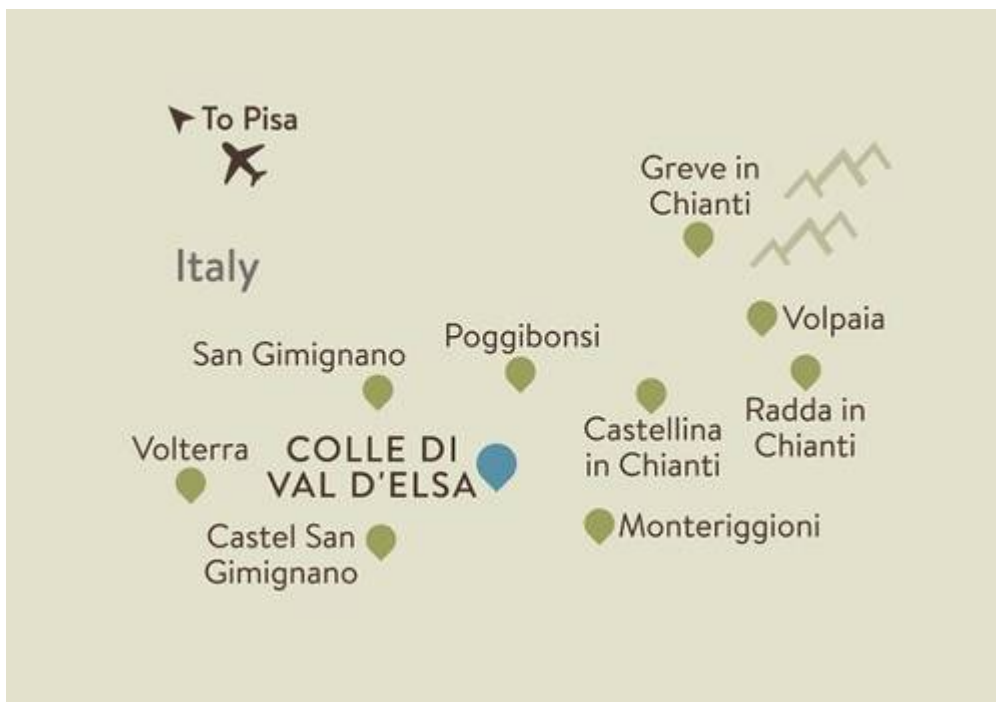 To Pisa
Greve in
Chianti
Italy
Volpaia
Poggibonsi
San Gimignano
Radda in
Chianti
Castellina
in Chianti
Volterra
COLLE DI
VAL D'ELSA
Monteriggioni
Castel San
Gimignano